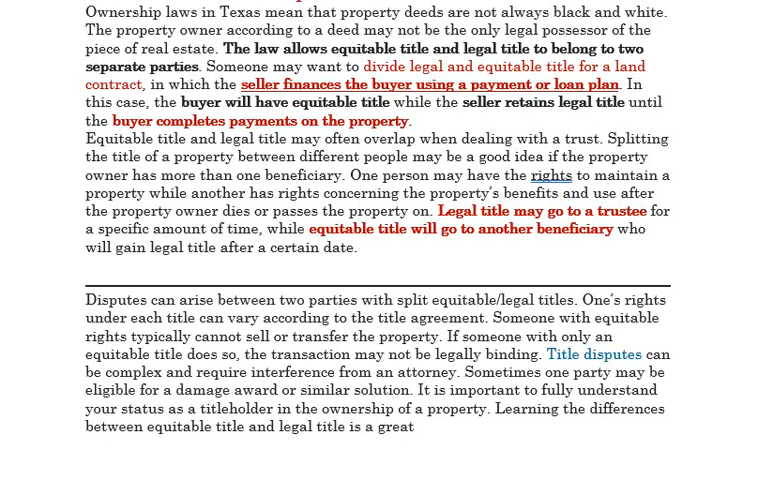 Ownership laws in Texas mean that property deeds are not always black and white.
The property owner according to a deed may not be the only legal possessor of the
piece of real estate. The law allows equitable title and legal title to belong to two
separate parties. Someone may want to divide legal and equitable title for a land
contract, in which the seller finances the buyer using a payment or loan plan. In
this case, the buyer will have equitable title while the seller retains legal title until
the buyer completes payments on the property.
Equitable title and legal title may often overlap when dealing with a trust. Splitting
the title of a property between different people may be a good idea if the property
owner has more than one beneficiary. One person may have the rights to maintain a
property while another has rights concerning the property's benefits and use after
the property owner dies or passes the property on. Legal title may go to a trustee for
a specific amount of time, while equitable title will go to another beneficiary who
will gain legal title after a certain date.
Disputes can arise between two parties with split equitable/legal titles. One's rights
under each title can vary according to the title agreement. Someone with equitable
rights typically cannot sell or transfer the property. If someone with only an
equitable title does so, the transaction may not be legally binding. Title disputes can
be complex and require interference from an attorney. Sometimes one party may be
eligible for a damage award or similar solution. It is important to fully understand
your status as a titleholder in the ownership of a property. Learning the differences
between equitable title and legal title is a great